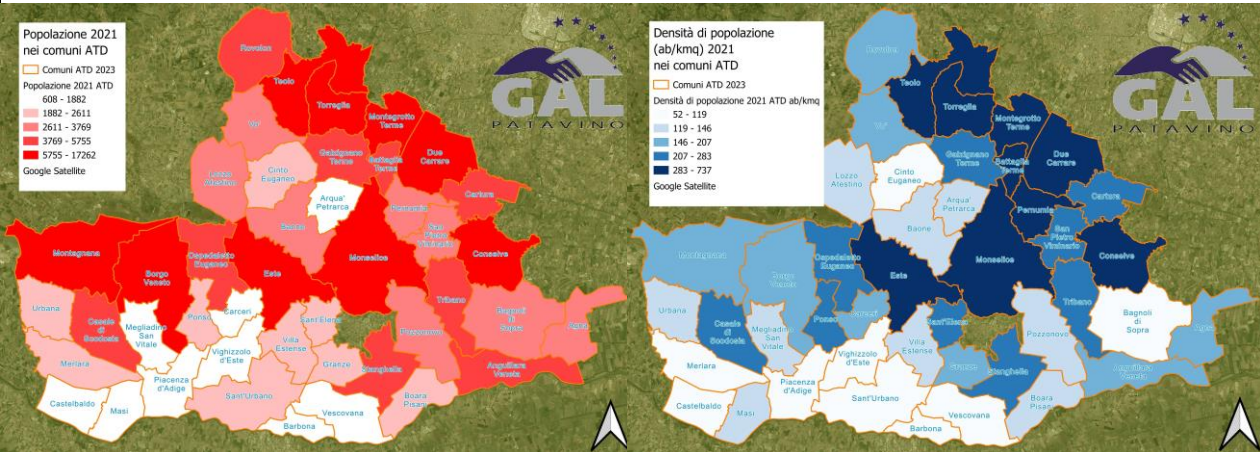 Popolazione 2021
nei comuni ATD
Comuni ATD 2023
Popolazione 2021 ATD
608 - 1882
1882 - 2611
2611 - 3769
3769 - 5755
5755 - 17262
Google Satellite
GAL
PATAVINO
Rovolon
Teolo
Torreglia
Montegrotto
Terme
Vo'
Galzignano
Terme
Battaglia
Terme
Due
Carrare
Lozzo
Atestino
Cinto
Euganeo
Arqua'
Petrarca
Cartura
Pernumia
Baone
San
Pietro
Viminario
Montagnana
Borgo
Veneto
Ospedaletto
Euganeo
Este
Monselice
Conselve
Urbana
Casale
di
Scodosia
Megliadino
San
Vitale
Ponso
Carceri
Sant'Elena
Tribano
Bagnoli
di
Sopra
Agna
Merlara
Vighizzolo
d'Este
Villa
Estense
Granze
Pozzonovo
Stanghella
Anguillara
Veneta
Piacenza
d'Adige
Castelbaldo
Masi
Sant'Urbano
Boara
Pisani
Vescovana
Barbona
Densità di popolazione
(ab/kmq) 2021
nei comuni ATD
Comuni ATD 2023
Densità di popolazione 2021 ATD ab/kmq
52 - 119
119 - 146
146 - 207
207 - 283
283 - 737
Google Satellite
GAL
PATAVINO
Rovolon
Teolo
Torreglia
Montegrotto
Terme
Vo'
Galzignano
Terme
Battaglia
Terme
Due
Carrare
Lozzo
Atestino
Cinto
Euganeo
Arqua'
Petrarca
Cartura
Pernumia
Baone
San
Pietro
Viminario
Montagnana
Borgo
Veneto
Ospedaletto
Euganeo
Este
Monselice
Conselve
Urbana
Casale
di
Scodosia
Megliadino
San
Vitale
Ponso
Carceri
Sant'Elena
Tribano
Bagnoli
di
Sopra
Agna
Merlara
Vighizzolo
d'Este
Villa
Estense
Granze
Pozzonovo
Stanghella
Anguillara
Veneta
Piacenza
d'Adige
Castelbaldo
Masi
Sant'Urbano
Boara
Pisani
Vescovana
Barbona